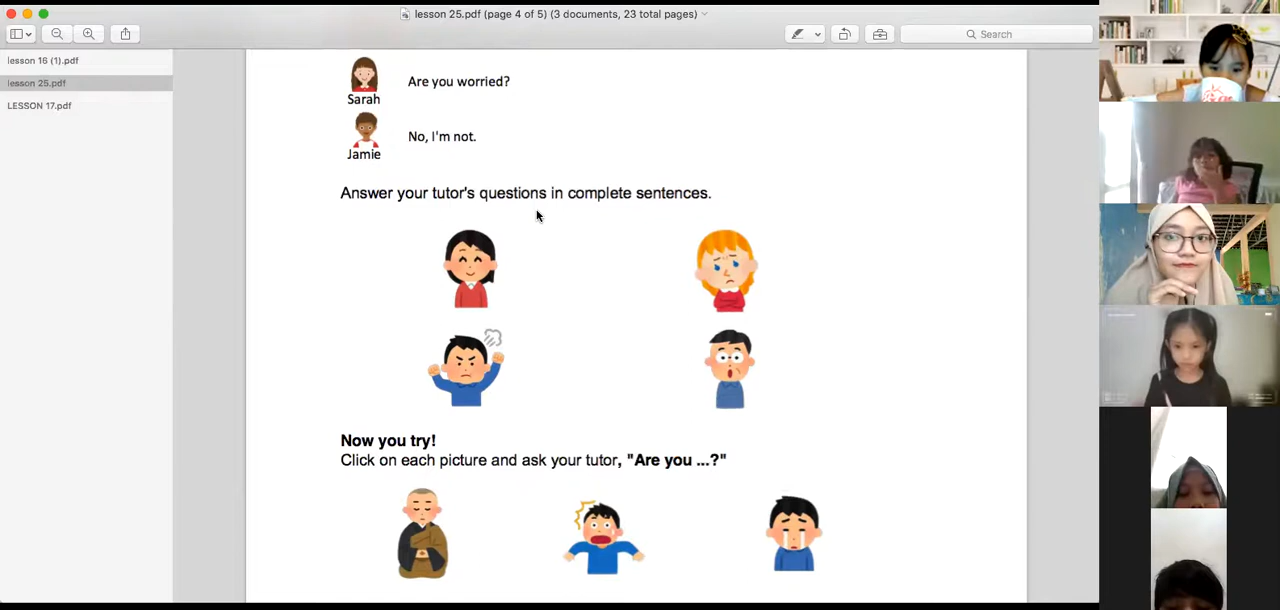 lesson 25.pdf (page 4 of 5) (3 documents, 23 total pages)
Search
lesson 16 (1).pdf
lesson 25.pdf
LESSON 17.pdf
Are you worried?
Sarah
No, I'm not.
Jamie
Answer your tutor's questions in complete sentences.
Now you try!
Click on each picture and ask your tutor, "Are you ...?"